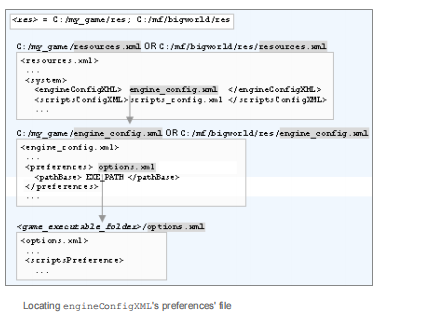 <res> = C:/my_game/res; C:/mf/bigworld/res
C:/my_game/resources.xml OR C:/mf/bigworld/res/resources.xml
<resources.xml>
...
<system>
<engineConfigXML> engine_config.xml </engineConfigXML>
<scriptsConfigXML>scripts_config.xml </scriptsConfigXML>
C:/my_game/engine_config.xml OR C:/mf/bigworld/res/engine_config.xml
<engine_config.xml>
...
<preferences> options.xml
<pathBase> EXE_PATH </pathBase>
</preferences>
...
<game_executable_folder>/options.xml
<options.xml>
...
<scriptsPreference>
...
Locating engineConfigXML's preferences' file